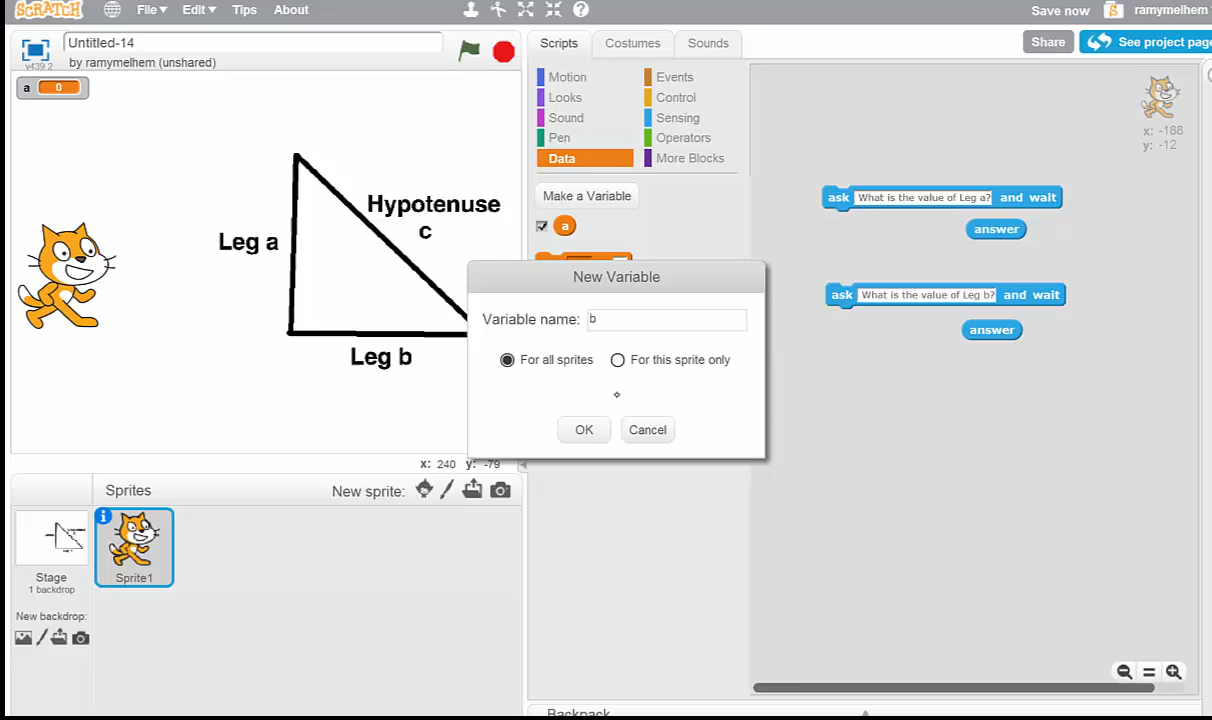 SCRATCH File Edit Tips About Save now ramymelhem
Untitled-14
by ramymelhem (unshared)
v439.2
Scripts Costumes Sounds Share See project page
a 0
Motion Events
Looks Control
Sound Sensing
Pen Operators
Data More Blocks
Make a Variable
a
x: -188
y: -12
ask What is the value of Leg a? and wait
answer
ask What is the value of Leg b? and wait
answer
Hypotenuse
c
Leg a
Leg b
New Variable
Variable name: b
For all sprites For this sprite only
OK Cancel
x: 240 y: -79
Sprites New sprite:
Stage
1 backdrop
Sprite1
New backdrop:
Backpack